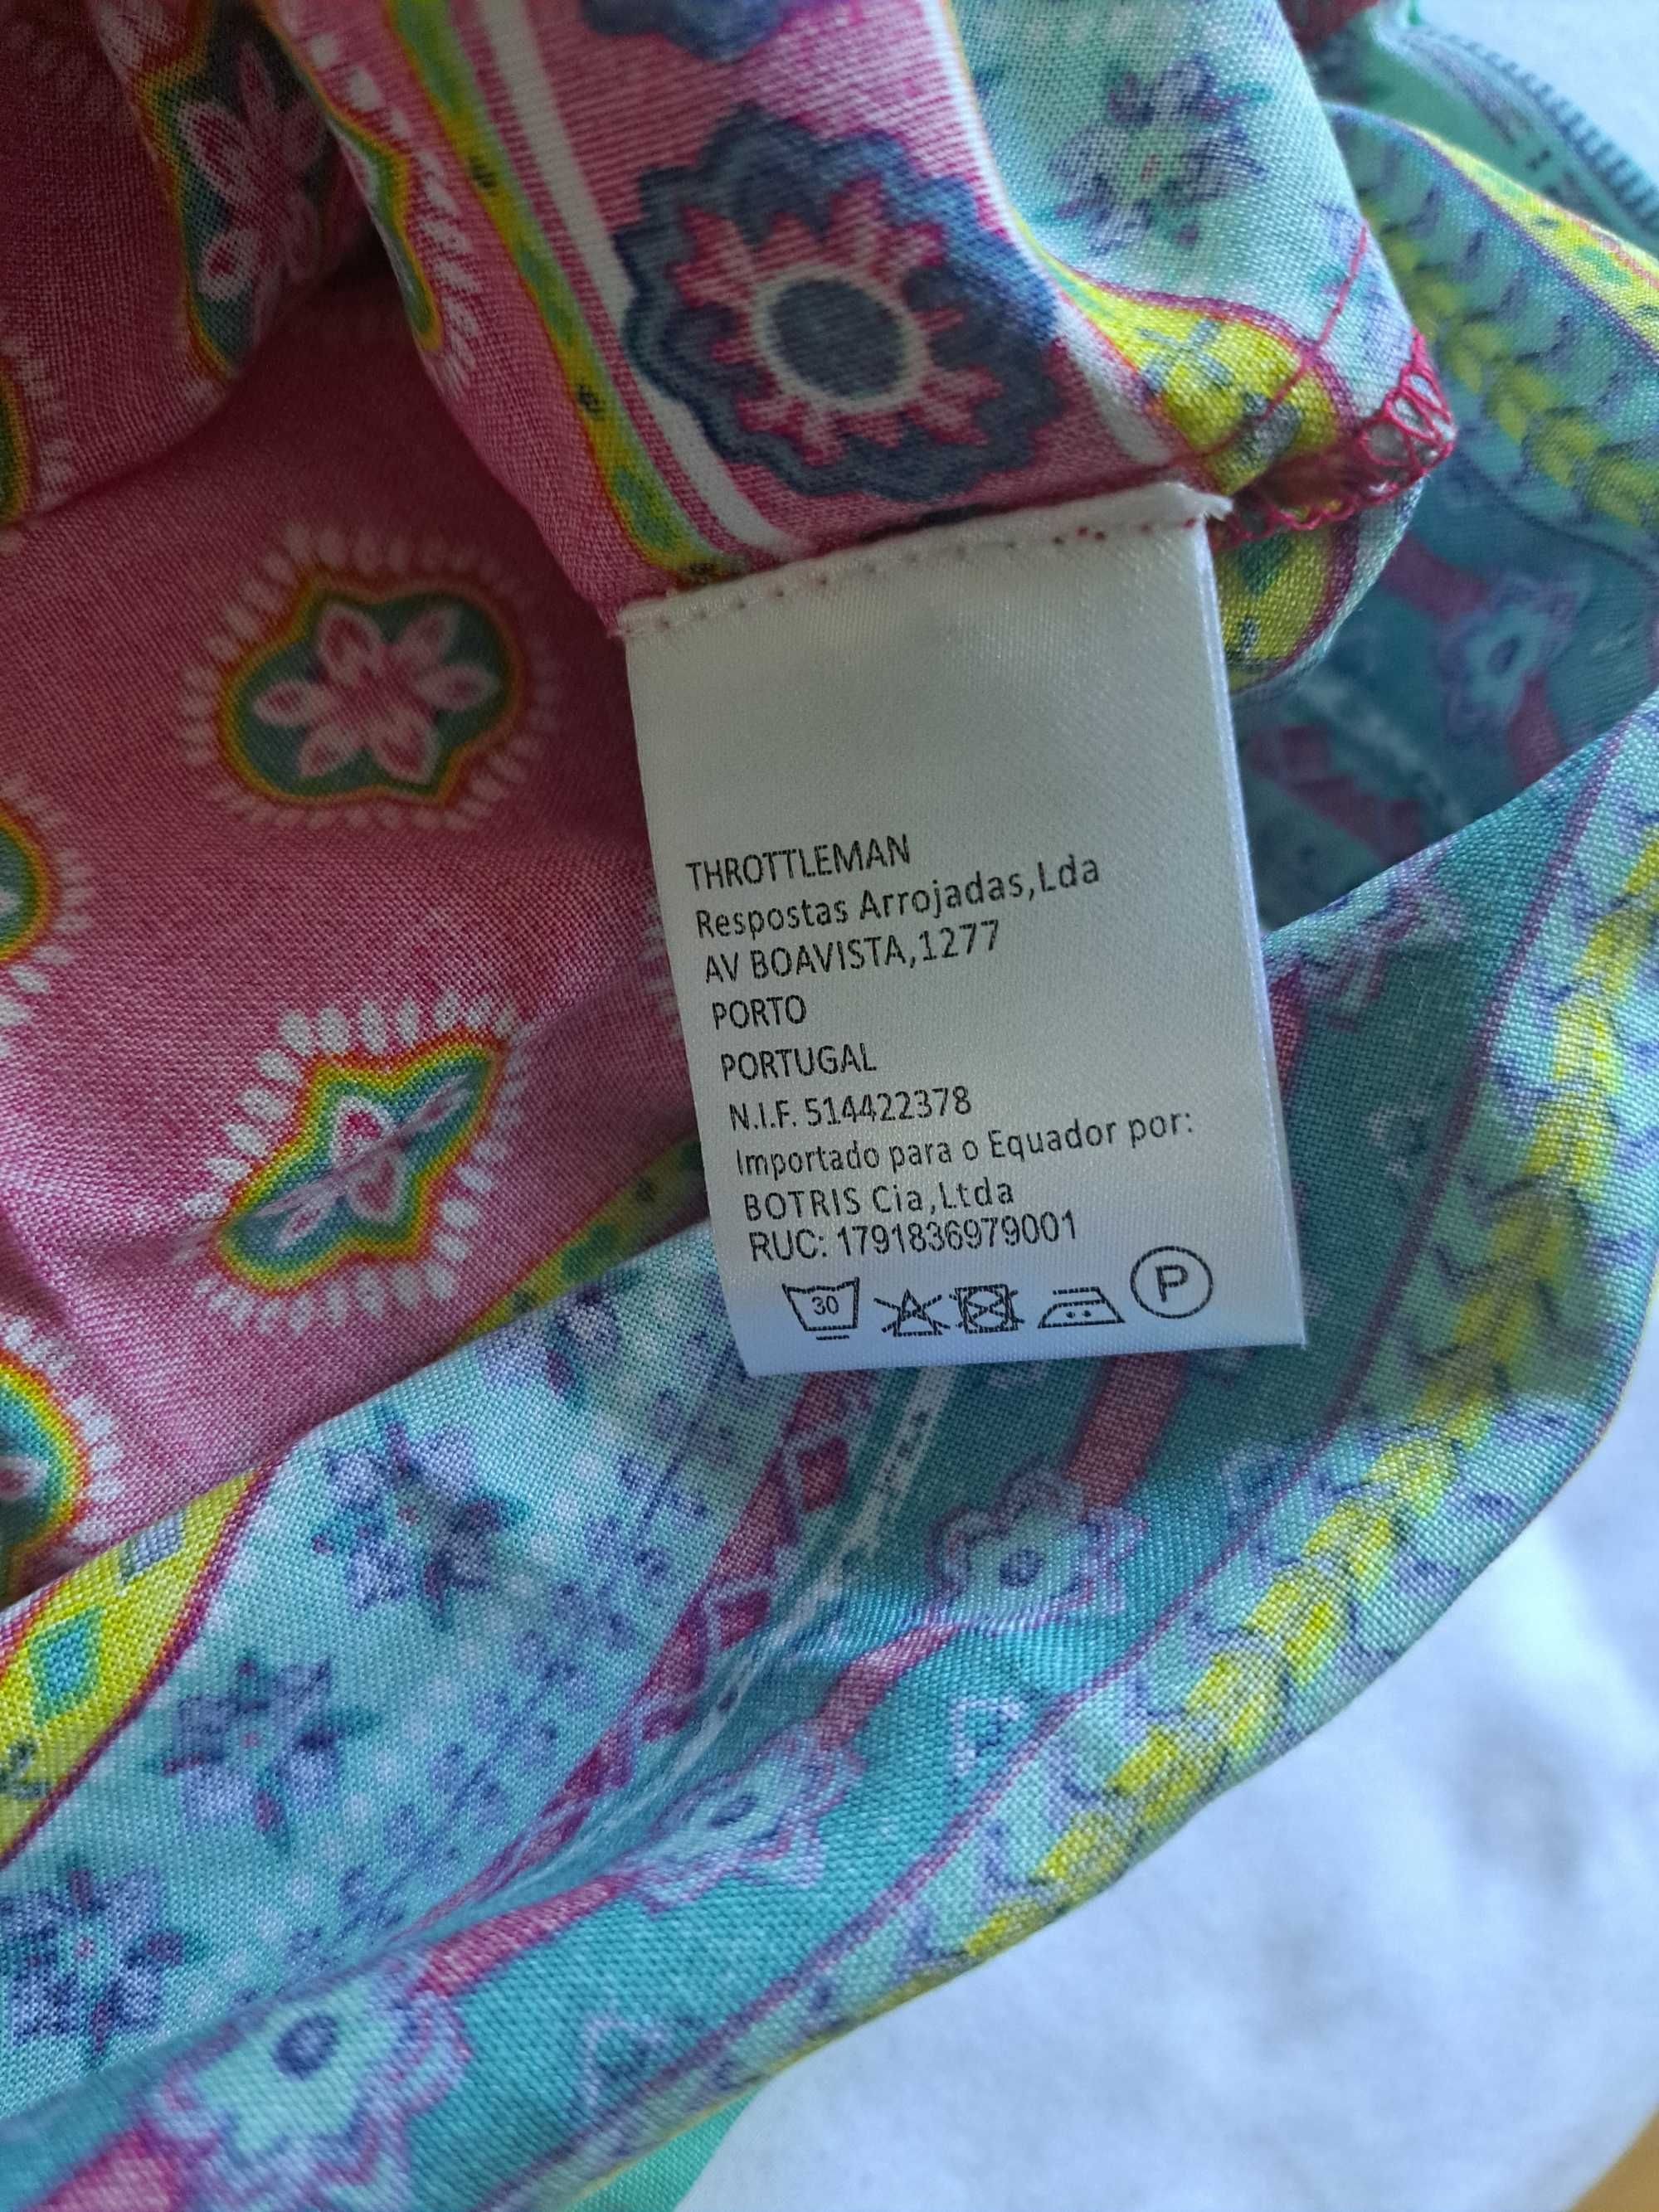 THROTTLEMAN
Respostas Arrojadas,Lda
AV BOAVISTA,1277
PORTO
PORTUGAL
N.I.F. 514422378
Importado para o Equador por:
BOTRIS Cia,Ltda
RUC: 1791836979001
30
P